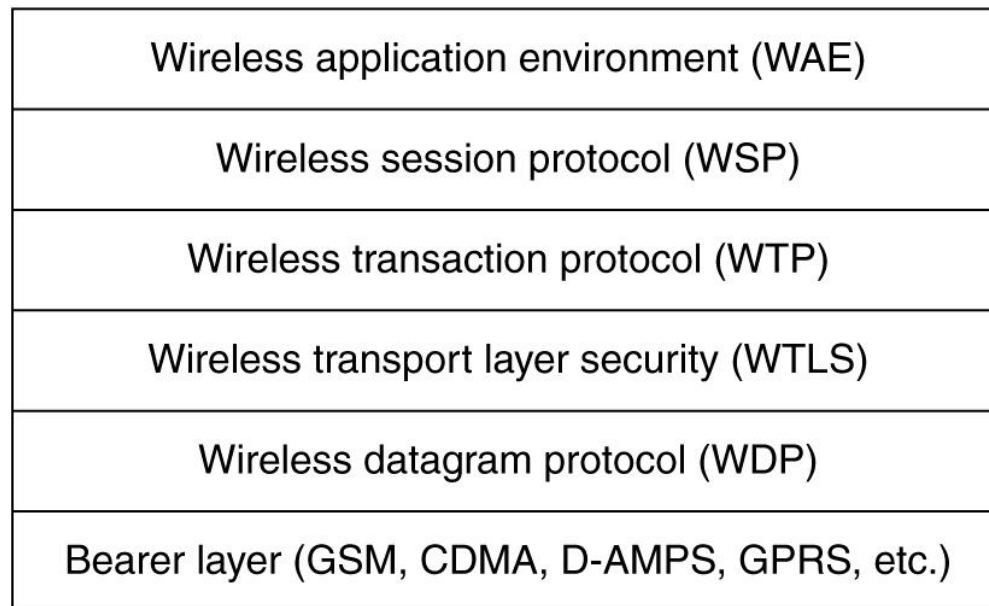 Wireless application environment (WAE)
Wireless session protocol (WSP)
Wireless transaction protocol (WTP)
Wireless transport layer security (WTLS)
Wireless datagram protocol (WDP)
Bearer layer (GSM, CDMA, D-AMPS, GPRS, etc.)